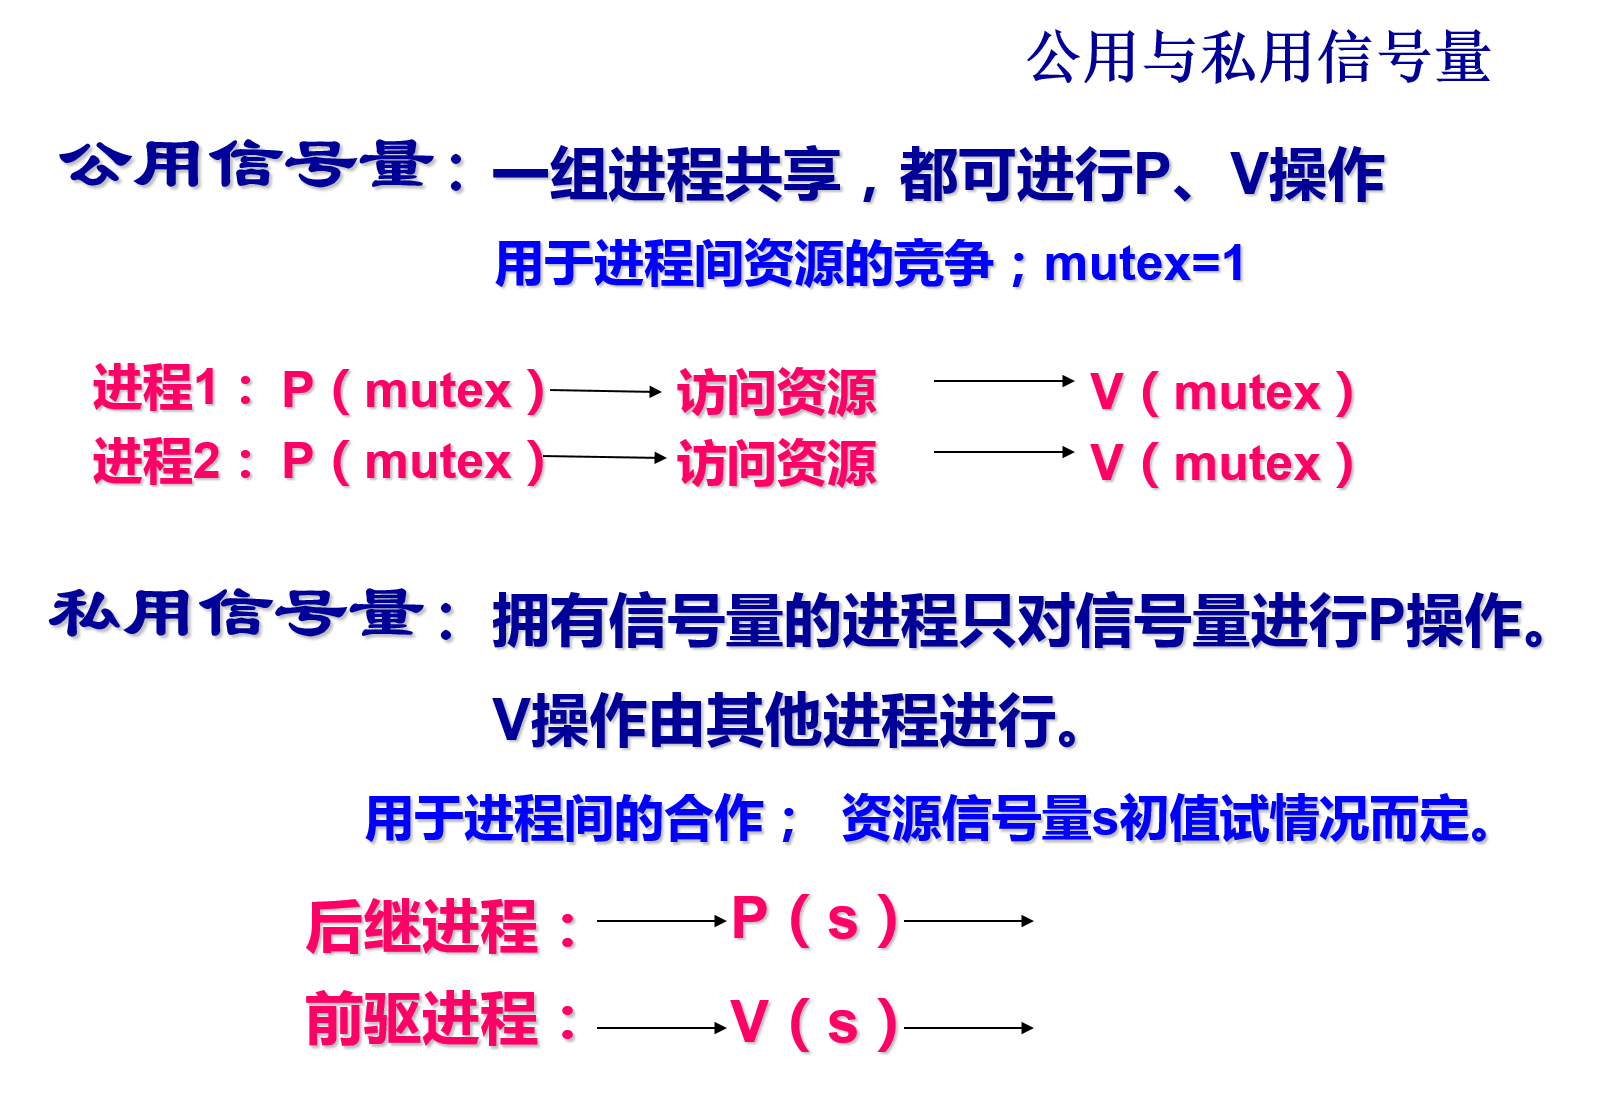 公用与私用信号量
公用信号量：一组进程共享，都可进行P、V操作
用于进程间资源的竞争；mutex=1
进程1：P（mutex） 访问资源 V（mutex）
进程2：P（mutex） 访问资源 V（mutex）
私用信号量：拥有信号量的进程只对信号量进行P操作。
V操作由其他进程进行。
用于进程间的合作； 资源信号量s初值试情况而定。
后继进程： P（s）
前驱进程： V（s）